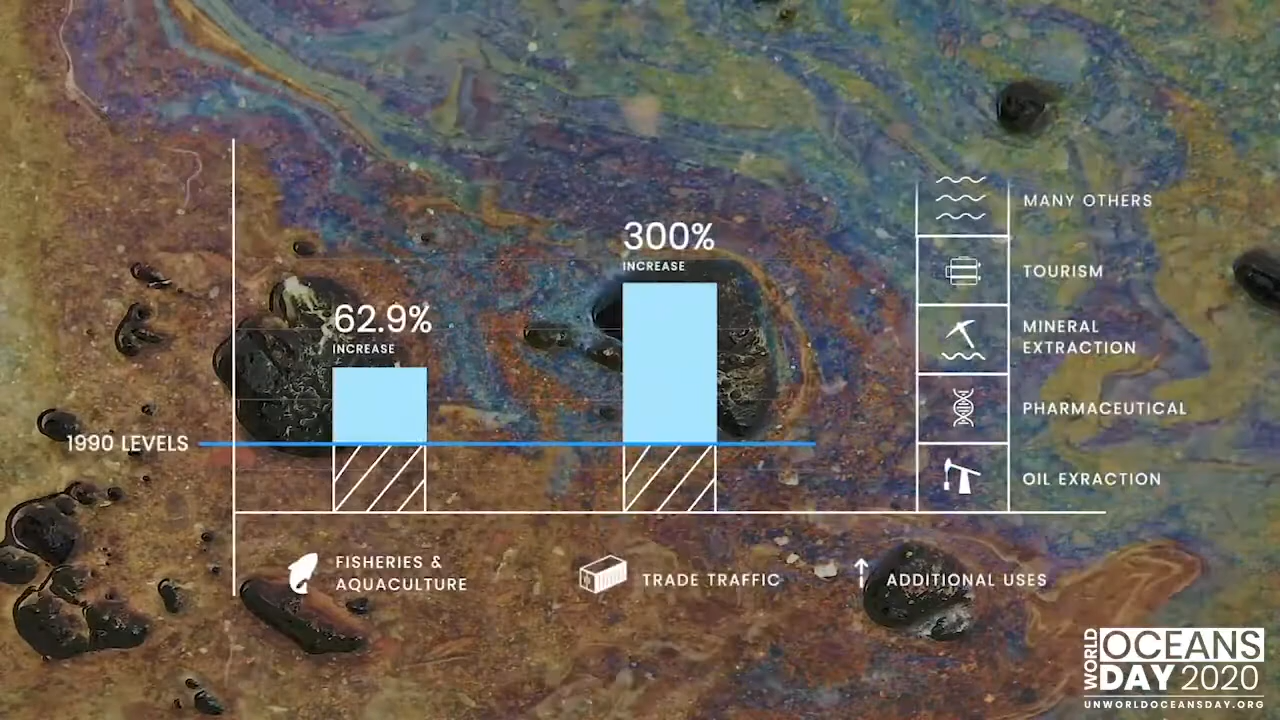 300%
INCREASE
62.9%
INCREASE
1990 LEVELS
MANY OTHERS
TOURISM
MINERAL
EXTRACTION
PHARMACEUTICAL
OIL EXRACTION
FISHERIES &
AQUACULTURE
TRADE TRAFFIC
ADDITIONAL USES
WORLD
OCEANS
DAY 2020
UNWORLDOCEANSDAY.ORG